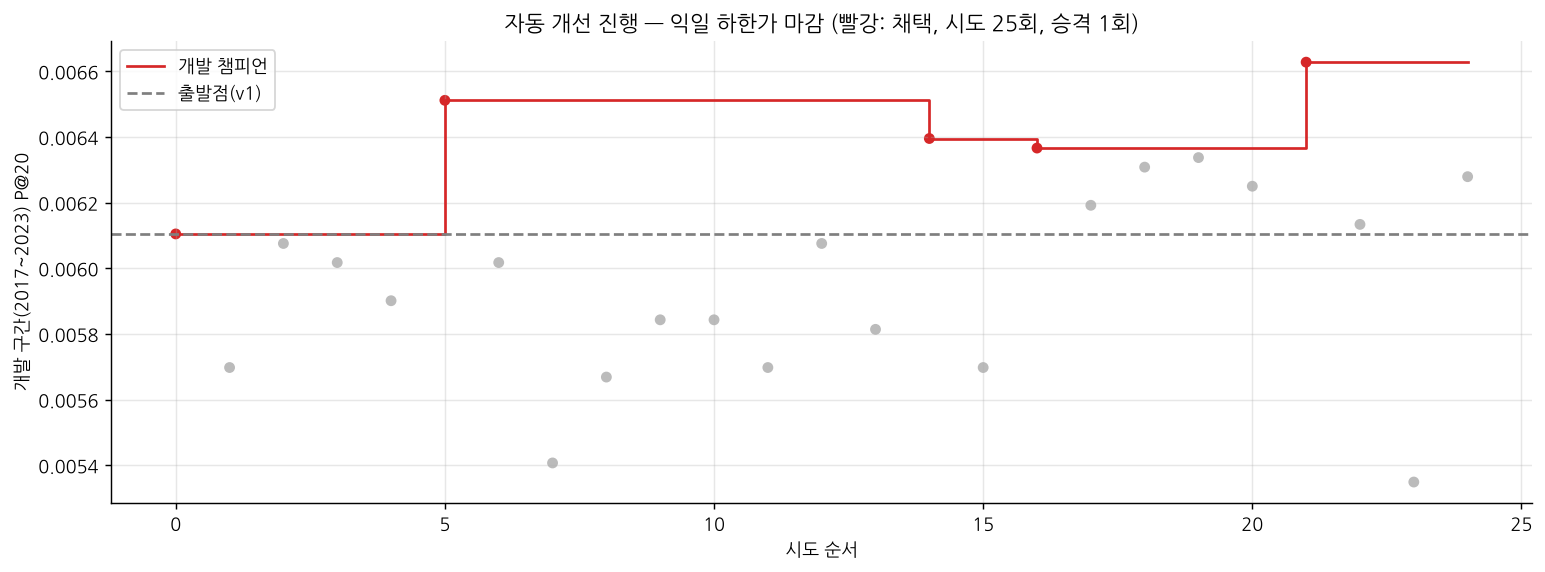 자동 개선 진행 — 익일 하한가 마감 (빨강: 채택, 시도 25회, 승격 1회)
개발 챔피언
출발점(v1)
개발 구간(2017~2023) P@20
0.0066
0.0064
0.0062
0.0060
0.0058
0.0056
0.0054
0 5 10 15 20 25
시도 순서